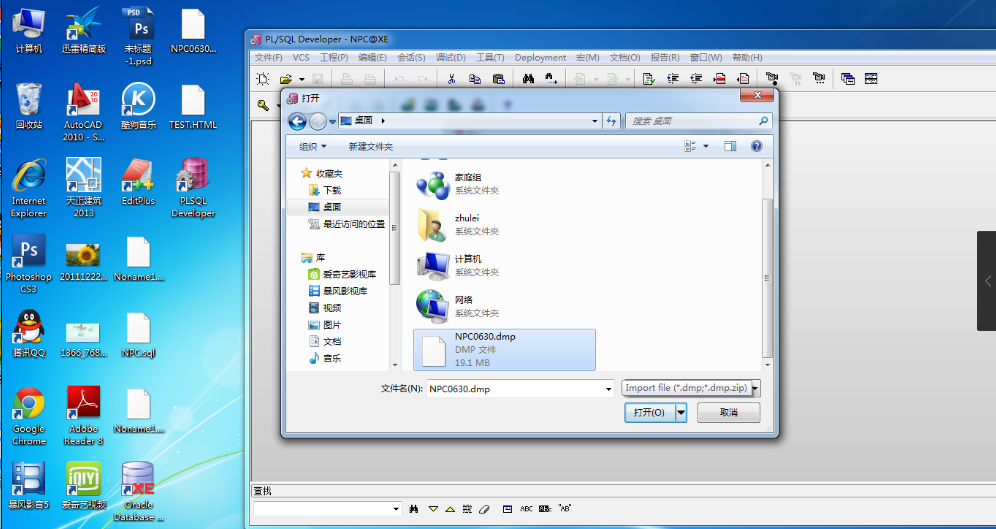 计算机
迅雷精简版
未标题
-1.psd
NPC0630...
回收站
AutoCAD
2010 - S...
酷狗音乐
TEST.HTML
Internet
Explorer
天正建筑
2013
EditPlus
PLSQL
Developer
Photoshop
CS3
20111222...
Noname1....
腾讯QQ
1366_768...
NPC.sql
Google
Chrome
Adobe
Reader 8
Noname1....
暴风影音5
爱奇艺视频
Oracle
Database ...
PL/SQL Developer - NPC@XE
文件(F) VCS 工程(P) 编辑(E) 会话(S) 调试(D) 工具(T) Deployment 宏(M) 文档(O) 报告(R) 窗口(W) 帮助(H)
打开
桌面
搜索 桌面
组织 新建文件夹
收藏夹
下载
桌面
最近访问的位置
库
爱奇艺影视库
暴风影视库
视频
图片
文档
音乐
家庭组
系统文件夹
zhulei
系统文件夹
计算机
系统文件夹
网络
系统文件夹
NPC0630.dmp
DMP 文件
19.1 MB
文件名(N): NPC0630.dmp
Import file (*.dmp;*.dmp.zip)
打开(O) 取消
查找
ABC "AB"